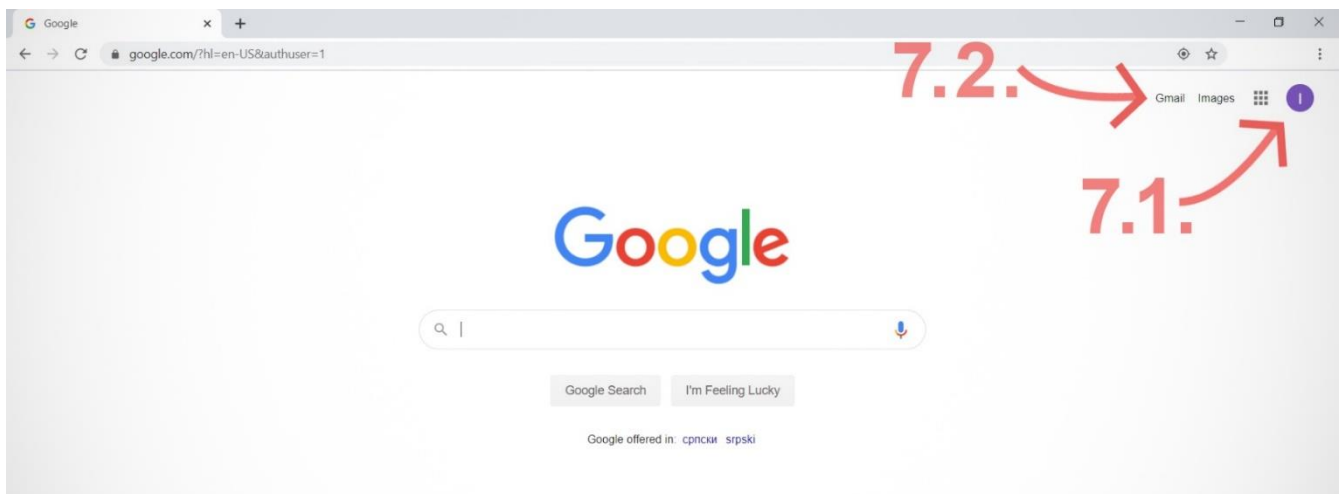 Google
google.com/?hl=en-US&authuser=1
7.2.
Gmail Images I
7.1.
Google
Google Search I'm Feeling Lucky
Google offered in: српски srpski